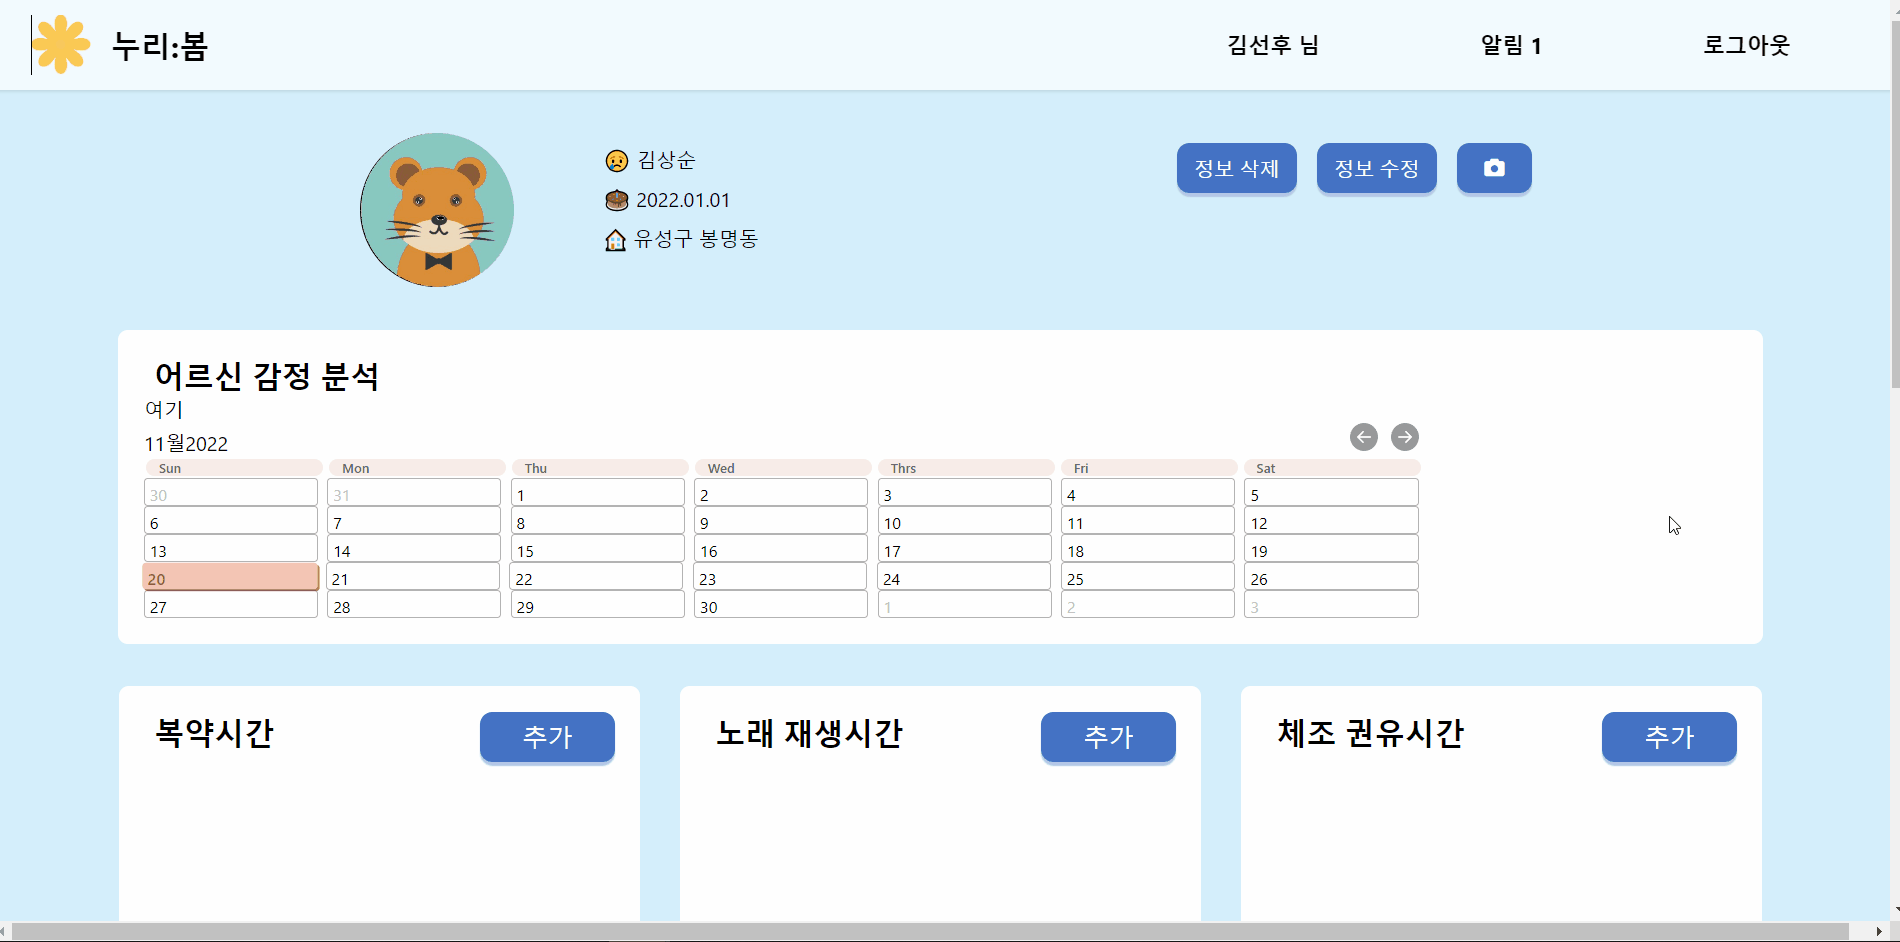 누리:봄
김선후 님
알림 1
로그아웃
김상순
2022.01.01
유성구 봉명동
정보 삭제
정보 수정
어르신 감정 분석
여기
11월2022
Sun Mon Thu Wed Thrs Fri Sat
30 31 1 2 3 4 5
6 7 8 9 10 11 12
13 14 15 16 17 18 19
20 21 22 23 24 25 26
27 28 29 30 1 2 3
복약시간
추가
노래 재생시간
추가
체조 권유시간
추가